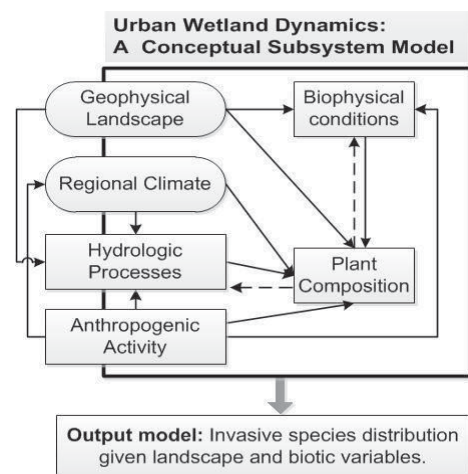 Urban Wetland Dynamics:
A Conceptual Subsystem Model
Geophysical
Landscape
Biophysical
conditions
Regional Climate
Hydrologic
Processes
Plant
Composition
Anthropogenic
Activity
Output model: Invasive species distribution
given landscape and biotic variables.